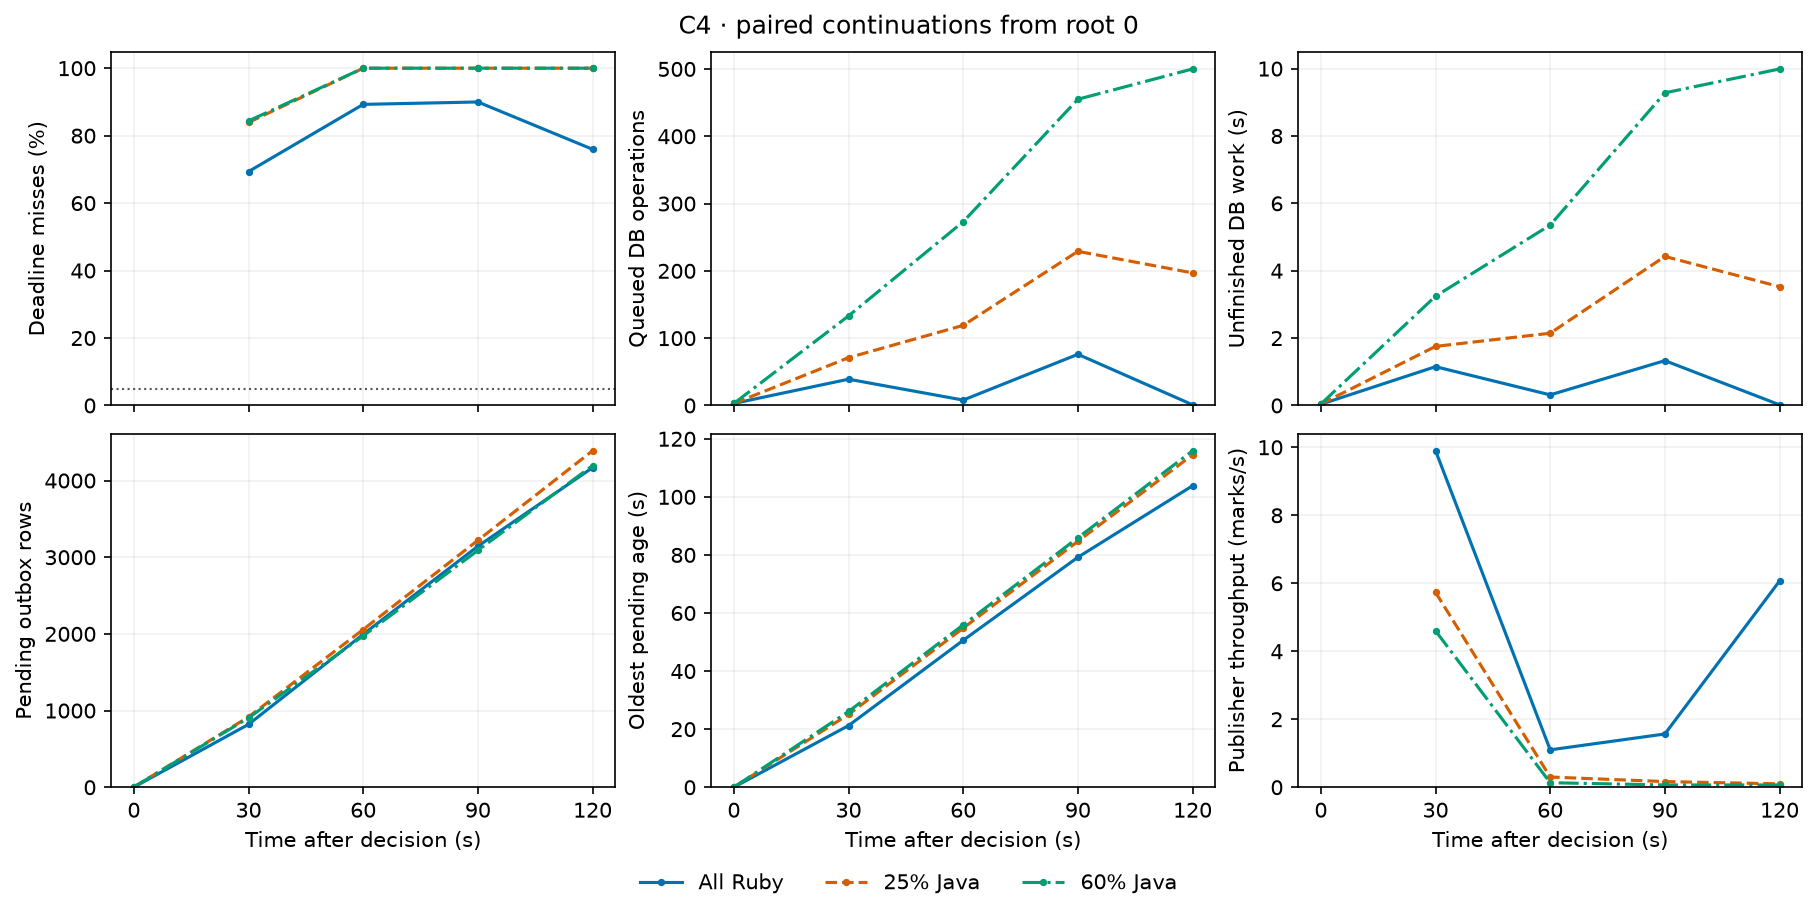 C4 · paired continuations from root 0
Deadline misses (%)
100
80
60
40
20
0
Queued DB operations
500
400
300
200
100
0
Unfinished DB work (s)
10
8
6
4
2
0
Pending outbox rows
4000
3000
2000
1000
0
0 30 60 90 120
Time after decision (s)
Oldest pending age (s)
120
100
80
60
40
20
0
0 30 60 90 120
Time after decision (s)
Publisher throughput (marks/s)
10
8
6
4
2
0
0 30 60 90 120
Time after decision (s)
All Ruby 25% Java 60% Java